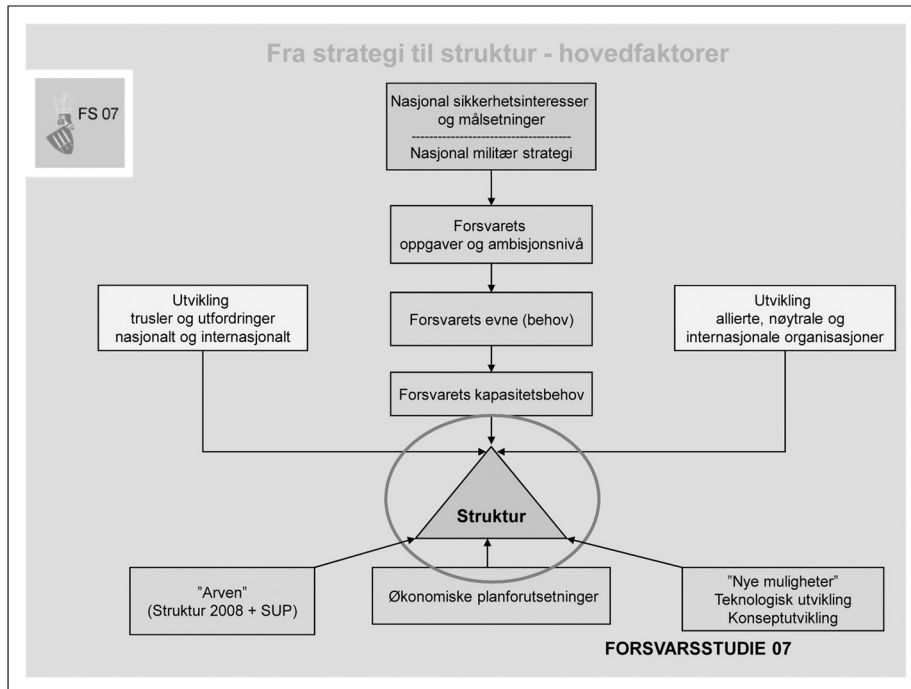 Fra strategi til struktur - hovedfaktorer
FS 07
Nasjonal sikkerhetsinteresser
og målsetninger
------------------------------------
Nasjonal militær strategi
Forsvarets
oppgaver og ambisjonsnivå
Utvikling
trusler og utfordringer
nasjonalt og internasjonalt
Forsvarets evne (behov)
Utvikling
allierte, nøytrale og
internasjonale organisasjoner
Forsvarets kapasitetsbehov
Struktur
"Arven"
(Struktur 2008 + SUP)
Økonomiske planforutsetninger
"Nye muligheter"
Teknologisk utvikling
Konseptutvikling
FORSVARSSTUDIE 07